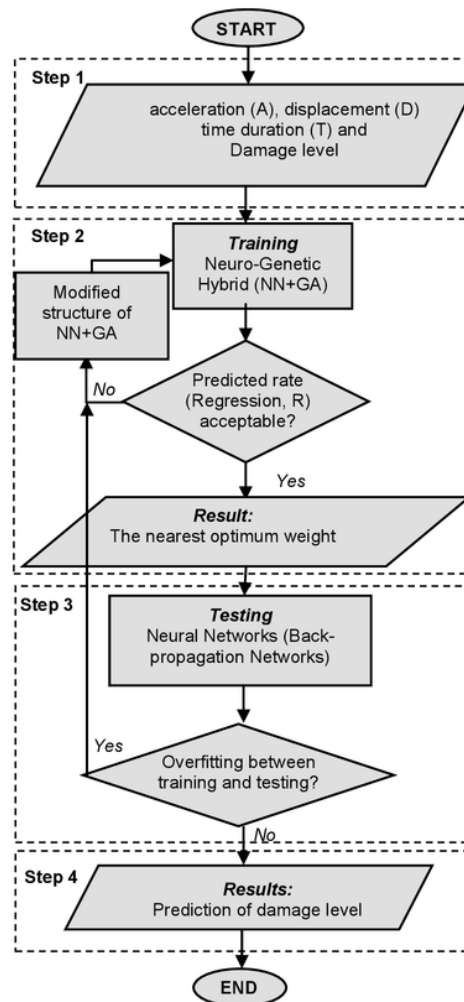 START
Step 1
acceleration (A), displacement (D)
time duration (T) and
Damage level
Step 2
Training
Neuro-Genetic
Hybrid (NN+GA)
Modified
structure of
NN+GA
No
Predicted rate
(Regression, R)
acceptable?
Yes
Result:
The nearest optimum weight
Step 3
Testing
Neural Networks (Back-
propagation Networks)
Yes
Overfitting between
training and testing?
No
Step 4
Results:
Prediction of damage level
END